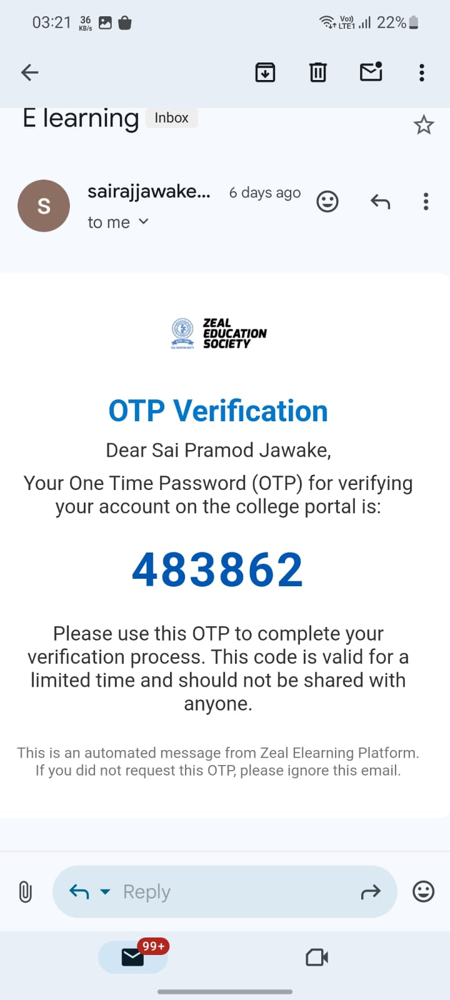 03:21 36 KB/s Vo)) LTE1 22%
E learning Inbox
S
sairajjawake... 6 days ago
to me
ZEAL
EDUCATION
SOCIETY
OTP Verification
Dear Sai Pramod Jawake,
Your One Time Password (OTP) for verifying
your account on the college portal is:
483862
Please use this OTP to complete your
verification process. This code is valid for a
limited time and should not be shared with
anyone.
This is an automated message from Zeal Elearning Platform.
If you did not request this OTP, please ignore this email.
Reply
99+